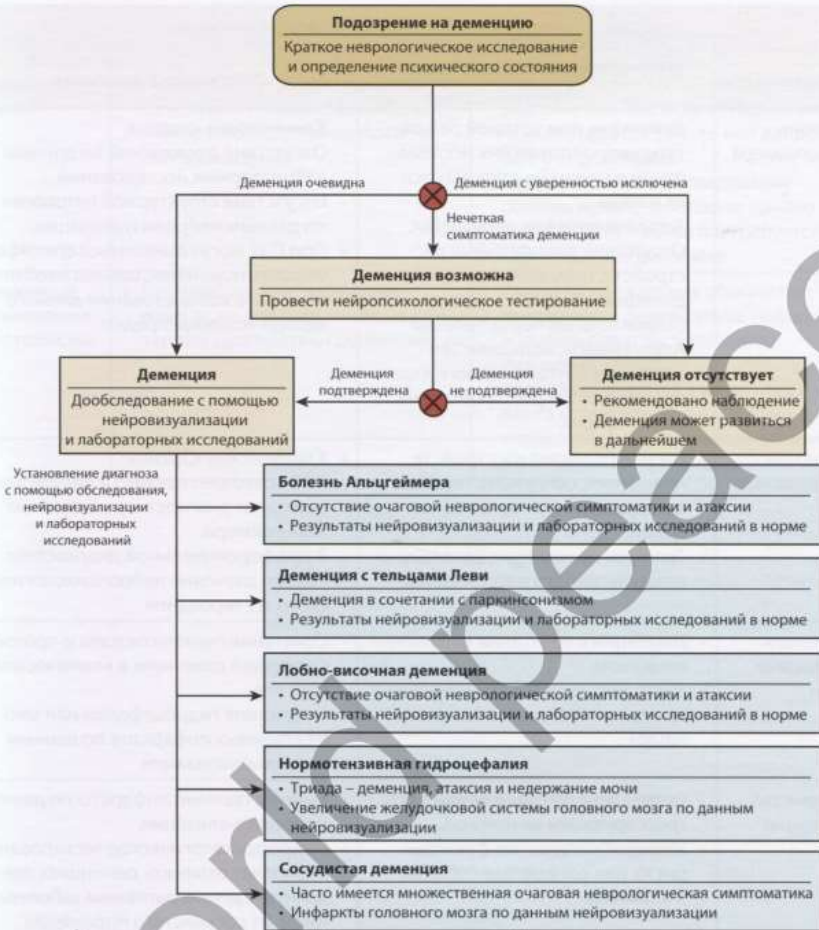 Подозрение на деменцию
Краткое неврологическое исследование
и определение психического состояния
Деменция очевидна
Деменция с уверенностью исключена
Нечеткая
симптоматика деменции
Деменция возможна
Провести нейропсихологическое тестирование
Деменция
Дообследование с помощью
нейровизуализации
и лабораторных исследований
Деменция
подтверждена
Деменция
не подтверждена
Деменция отсутствует
• Рекомендовано наблюдение
• Деменция может развиться
в дальнейшем
Установление диагноза
с помощью обследования,
нейровизуализации
и лабораторных
исследований
Болезнь Альцгеймера
• Отсутствие очаговой неврологической симптоматики и атаксии
• Результаты нейровизуализации и лабораторных исследований в норме
Деменция с тельцами Леви
• Деменция в сочетании с паркинсонизмом
• Результаты нейровизуализации и лабораторных исследований в норме
Лобно-височная деменция
• Отсутствие очаговой неврологической симптоматики и атаксии
• Результаты нейровизуализации и лабораторных исследований в норме
Нормотензивная гидроцефалия
• Триада – деменция, атаксия и недержание мочи
• Увеличение желудочковой системы головного мозга по данным
нейровизуализации
Сосудистая деменция
• Часто имеется множественная очаговая неврологическая симптоматика
• Инфаркты головного мозга по данным нейровизуализации
world peace